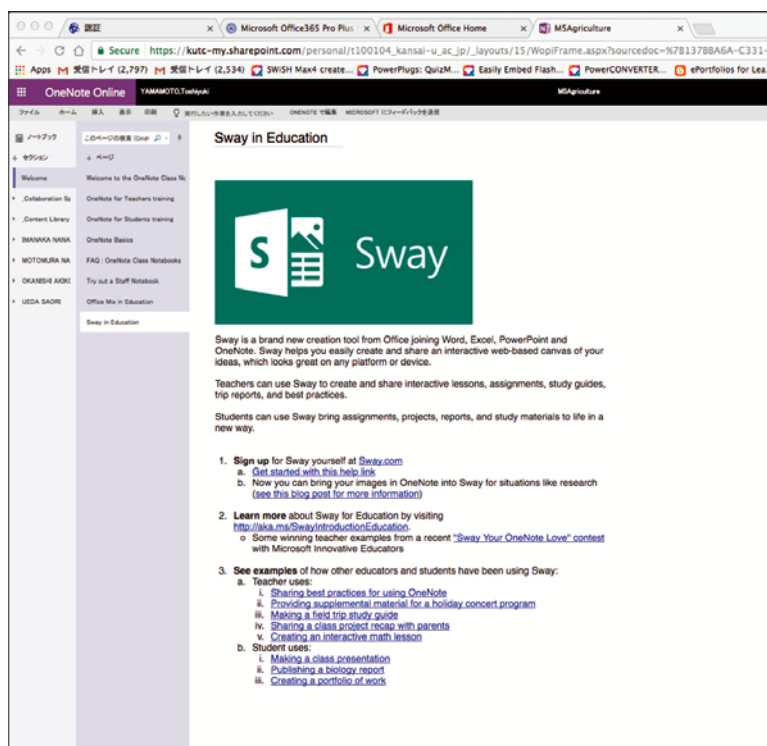 認証
Microsoft Office365 Pro Plus
Microsoft Office Home
M5Agriculture
Secure https://kutc-my.sharepoint.com/personal/t100104_kansai-u_ac_jp/_layouts/15/WopiFrame.aspx?sourcedoc=%7B137B8A6A-C331-
Apps 受信トレイ (2,797) 受信トレイ (2,534) SWiSH Max4 create... PowerPlugs: QuizM... Easily Embed Flash... PowerCONVERTER... ePortfolios for Lea
OneNote Online YAMAMOTO,Toshiyuki M5Agriculture
ファイル ホーム 挿入 表示 印刷 実行したい作業を入力してください ONENOTE で編集 MICROSOFT にフィードバックを送信
ノートブック
+ セクション
Welcome
_Collaboration Sp
_Content Library
IMANAKA NANA
MOTOMURA NA
OKANISHI AKIKO
UEDA SAORI
このページの検索
+ ページ
Welcome to the OneNote Class No
OneNote for Teachers training
OneNote for Students training
OneNote Basics
FAQ : OneNote Class Notebooks
Try out a Staff Notebook
Office Mix in Education
Sway in Education
Sway in Education
S Sway
Sway is a brand new creation tool from Office joining Word, Excel, PowerPoint and
OneNote. Sway helps you easily create and share an interactive web-based canvas of your
ideas, which looks great on any platform or device.
Teachers can use Sway to create and share interactive lessons, assignments, study guides,
trip reports, and best practices.
Students can use Sway bring assignments, projects, reports, and study materials to life in a
new way.
1. Sign up for Sway yourself at Sway.com
a. Get started with this help link
b. Now you can bring your images in OneNote into Sway for situations like research
(see this blog post for more information)
2. Learn more about Sway for Education by visiting
http://aka.ms/SwayIntroductionEducation.
o Some winning teacher examples from a recent "Sway Your OneNote Love" contest
with Microsoft Innovative Educators
3. See examples of how other educators and students have been using Sway:
a. Teacher uses:
i. Sharing best practices for using OneNote
ii. Providing supplemental material for a holiday concert program
iii. Making a field trip study guide
iv. Sharing a class project recap with parents
v. Creating an interactive math lesson
b. Student uses:
i. Making a class presentation
ii. Publishing a biology report
iii. Creating a portfolio of work